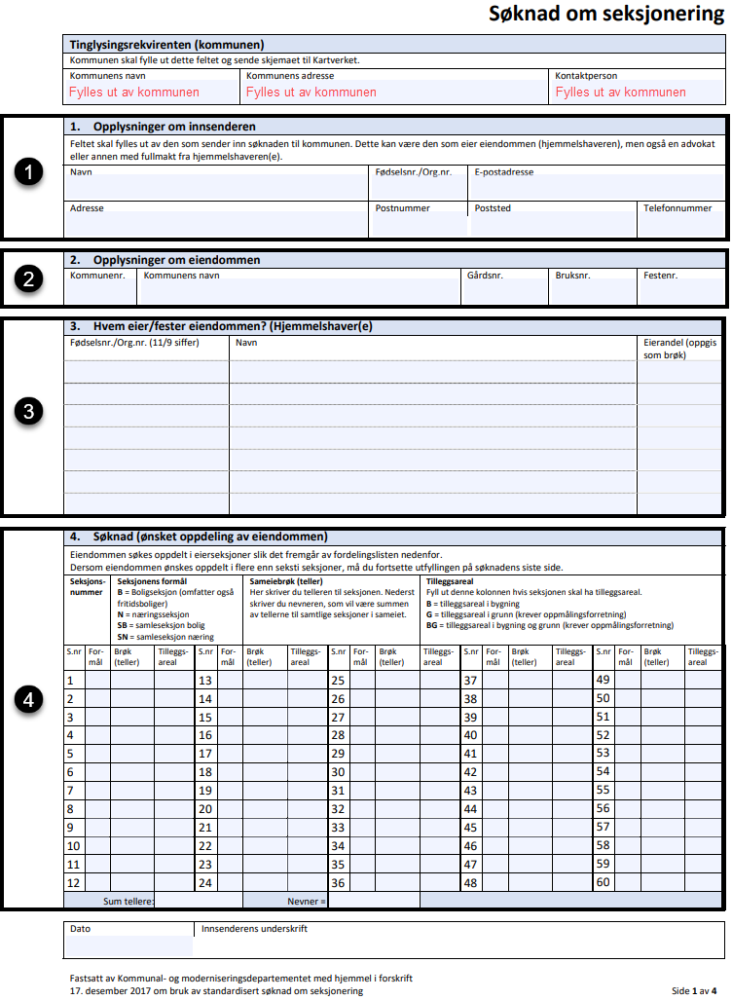 Søknad om seksjonering
Tinglysingsrekvirenten (kommunen)
Kommunen skal fylle ut dette feltet og sende skjemaet til Kartverket.
Kommunens navn Kommunens adresse Kontaktperson
Fylles ut av kommunen Fylles ut av kommunen Fylles ut av kommunen
1
1. Opplysninger om innsenderen
Feltet skal fylles ut av den som sender inn søknaden til kommunen. Dette kan være den som eier eiendommen (hjemmelshaveren), men også en advokat
eller annen med fullmakt fra hjemmelshaveren(e).
Navn Fødselsnr./Org.nr. E-postadresse
Adresse Postnummer Poststed Telefonnummer
2
2. Opplysninger om eiendommen
Kommunenr. Kommunens navn Gårdsnr. Bruksnr. Festenr.
3
3. Hvem eier/fester eiendommen? (Hjemmelshaver(e)
Fødselsnr./Org.nr. (11/9 siffer) Navn Eierandel (oppgis
som brøk)
4
4. Søknad (ønsket oppdeling av eiendommen)
Eiendommen søkes oppdelt i eierseksjoner slik det fremgår av fordelingslisten nedenfor.
Dersom eiendommen ønskes oppdelt i flere enn seksti seksjoner, må du fortsette utfyllingen på søknadens siste side.
Seksjons-
nummer
Seksjonens formål
B = Boligseksjon (omfatter også
fritidsboliger)
N = næringsseksjon
SB = samleseksjon bolig
SN = samleseksjon næring
Sameiebrøk (teller)
Her skriver du telleren til seksjonen. Nederst
skriver du nevneren, som vil være summen
av tellerne til samtlige seksjoner i sameiet.
Tilleggsareal
Fyll ut denne kolonnen hvis seksjonen skal ha tilleggsareal.
B = tilleggsareal i bygning
G = tilleggsareal i grunn (krever oppmålingsforretning)
BG = tilleggsareal i bygning og grunn (krever oppmålingsforretning)
S.nr For- Brøk Tilleggs- S.nr For- Brøk Tilleggs- S.nr For- Brøk Tilleggs- S.nr For- Brøk Tilleggs- S.nr For- Brøk Tilleggs-
mål (teller) areal mål (teller) areal mål (teller) areal mål (teller) areal mål (teller) areal
1 13 25 37 49
2 14 26 38 50
3 15 27 39 51
4 16 28 40 52
5 17 29 41 53
6 18 30 42 54
7 19 31 43 55
8 20 32 44 56
9 21 33 45 57
10 22 34 46 58
11 23 35 47 59
12 24 36 48 60
Sum tellere: Nevner =
Dato Innsenderens underskrift
Fastsatt av Kommunal- og moderniseringsdepartementet med hjemmel i forskrift
17. desember 2017 om bruk av standardisert søknad om seksjonering Side 1 av 4